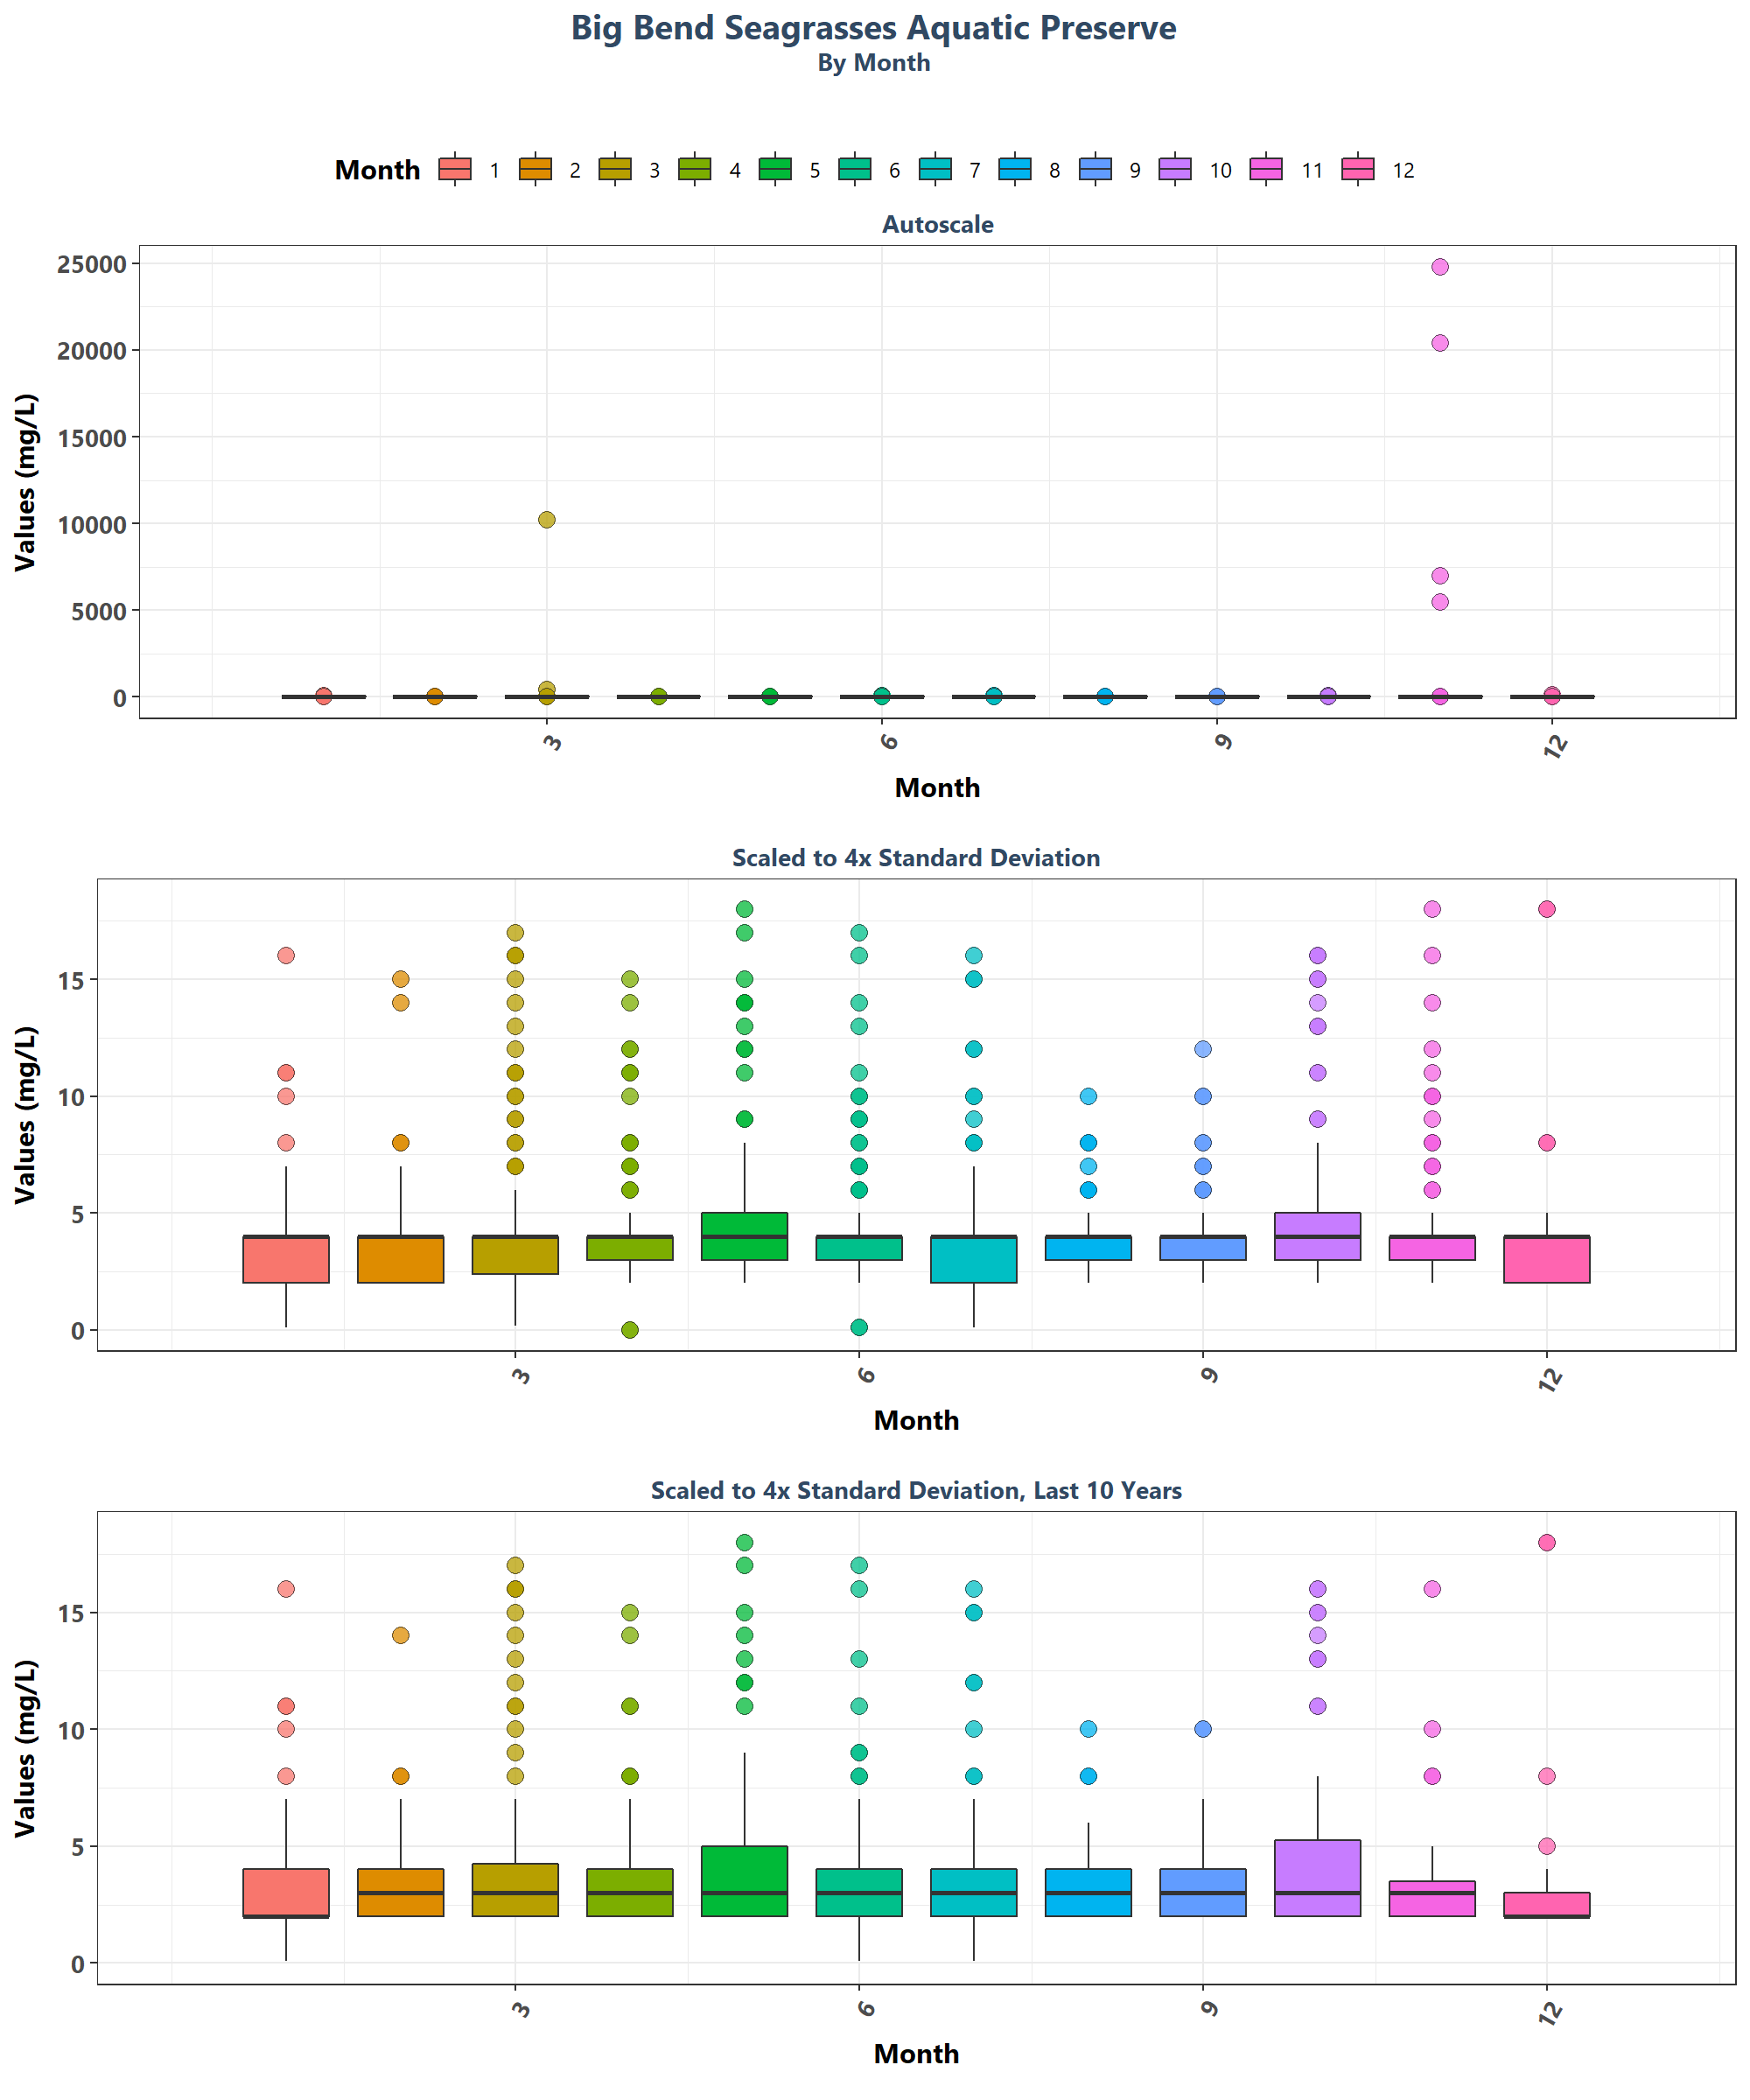 Big Bend Seagrasses Aquatic Preserve
By Month
Month 1 2 3 4 5 6 7 8 9 10 11 12
Autoscale
Values (mg/L)
25000
20000
15000
10000
5000
0
3 6 9 12
Month
Scaled to 4x Standard Deviation
Values (mg/L)
15
10
5
0
3 6 9 12
Month
Scaled to 4x Standard Deviation, Last 10 Years
Values (mg/L)
15
10
5
0
3 6 9 12
Month